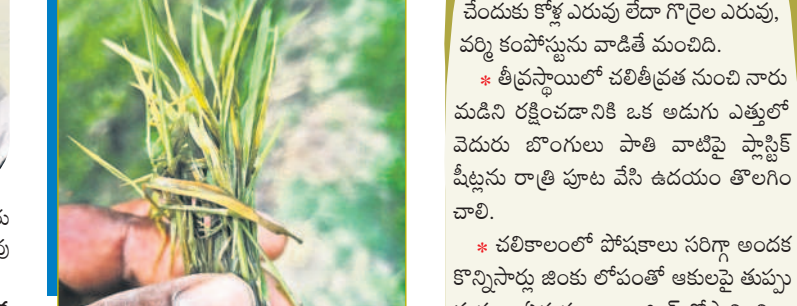 చేందుకు కోళ్ల ఎరువు లేదా గొర్రెల ఎరువు,
వర్మి కంపోస్టును వాడితే మంచిది.
* తీవ్రస్థాయిలో చలితీవ్రత నుంచి నారు
మడిని రక్షించడానికి ఒక అడుగు ఎత్తులో
వెదురు బొంగులు పాతి వాటిపై ప్లాస్టిక్
షీట్లను రాత్రి పూట వేసి ఉదయం తొలగిం
చాలి.
* చలికాలంలో పోషకాలు సరిగ్గా అందక
కొన్నిసార్లు జింకు లోపంతో ఆకులపై తుప్పు